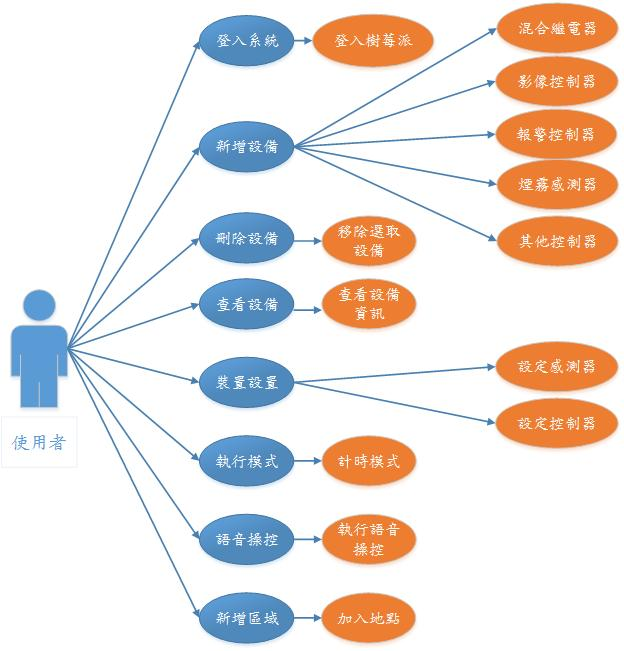 登入系統
登入樹莓派
混合繼電器
影像控制器
新增設備
報警控制器
煙霧感測器
其他控制器
刪除設備
移除選取
設備
查看設備
查看設備
資訊
裝置設置
設定感測器
設定控制器
使用者
執行模式
計時模式
語音操控
執行語音
操控
新增區域
加入地點